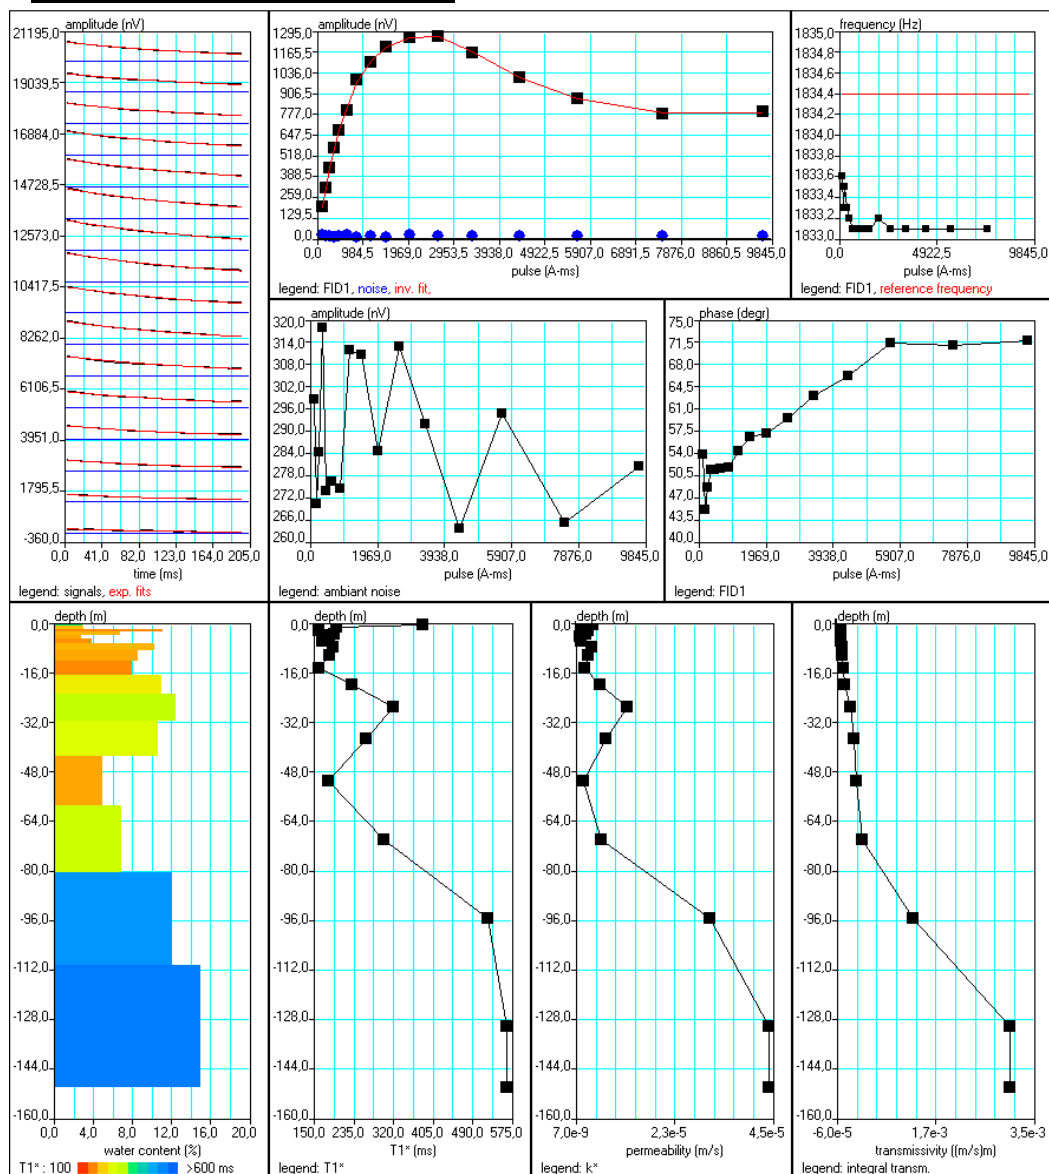 amplitude (nV)
21195,0
19039,5
16884,0
14728,5
12573,0
10417,5
8262,0
6106,5
3951,0
1795,5
-360,0
0,0 41,0 82,0 123,0 164,0 205,0
time (ms)
legend: signals, exp. fits
amplitude (nV)
1295,0
1165,5
1036,0
906,5
777,0
647,5
518,0
388,5
259,0
129,5
0,0
0,0 984,5 1969,0 2953,5 3938,0 4922,5 5907,0 6891,5 7876,0 8860,5 9845,0
pulse (A-ms)
legend: FID1, noise, inv. fit,
frequency (Hz)
1835,0
1834,8
1834,6
1834,4
1834,2
1834,0
1833,8
1833,6
1833,4
1833,2
1833,0
0,0 4922,5 9845,0
pulse (A-ms)
legend: FID1, reference frequency
amplitude (nV)
320,0
314,0
308,0
302,0
296,0
290,0
284,0
278,0
272,0
266,0
260,0
0,0 1969,0 3938,0 5907,0 7876,0 9845,0
pulse (A-ms)
legend: ambiant noise
phase (degr)
75,0
71,5
68,0
64,5
61,0
57,5
54,0
50,5
47,0
43,5
40,0
0,0 1969,0 3938,0 5907,0 7876,0 9845,0
pulse (A-ms)
legend: FID1
depth (m)
0,0
-16,0
-32,0
-48,0
-64,0
-80,0
-96,0
-112,0
-128,0
-144,0
-160,0
0,0 4,0 8,0 12,0 16,0 20,0
water content (%)
T1* : 100 >600 ms
depth (m)
0,0
-16,0
-32,0
-48,0
-64,0
-80,0
-96,0
-112,0
-128,0
-144,0
-160,0
150,0 235,0 320,0 405,0 490,0 575,0
T1* (ms)
legend: T1*
depth (m)
0,0
-16,0
-32,0
-48,0
-64,0
-80,0
-96,0
-112,0
-128,0
-144,0
-160,0
7,0e-9 2,3e-5 4,5e-5
permeability (m/s)
legend: k*
depth (m)
0,0
-16,0
-32,0
-48,0
-64,0
-80,0
-96,0
-112,0
-128,0
-144,0
-160,0
-6,0e-5 1,7e-3 3,5e-3
transmissivity ((m/s)m)
legend: integral transm.